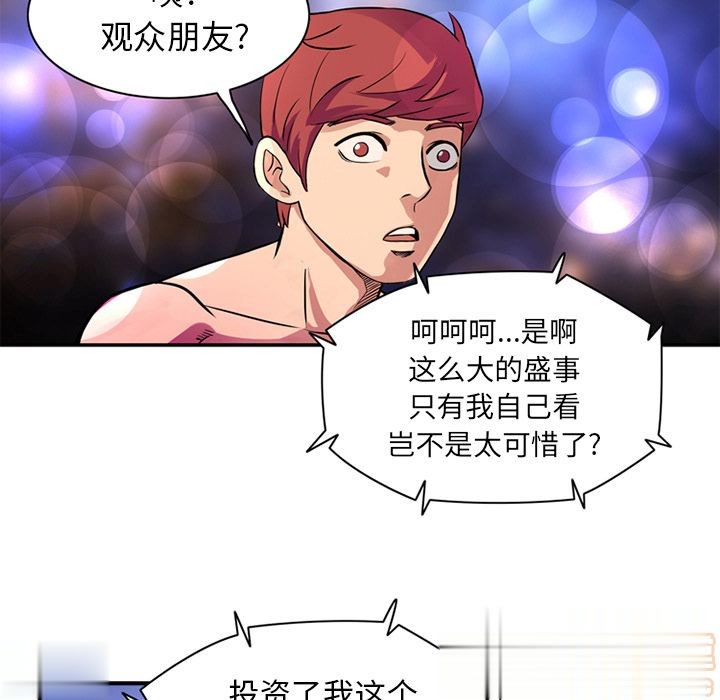 观众朋友?
呵呵呵...是啊
这么大的盛事
只有我自己看
岂不是太可惜了?
投资了我这个